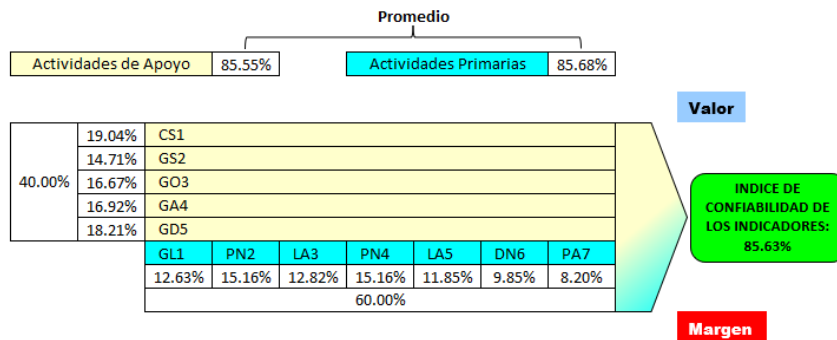 Promedio
Actividades de Apoyo 85.55% Actividades Primarias 85.68%
Valor
40.00%
19.04% CS1
14.71% GS2
16.67% GO3
16.92% GA4
18.21% GD5
INDICE DE
CONFIABILIDAD DE
LOS INDICADORES:
85.63%
GL1 PN2 LA3 PN4 LA5 DN6 PA7
12.63% 15.16% 12.82% 15.16% 11.85% 9.85% 8.20%
60.00%
Margen